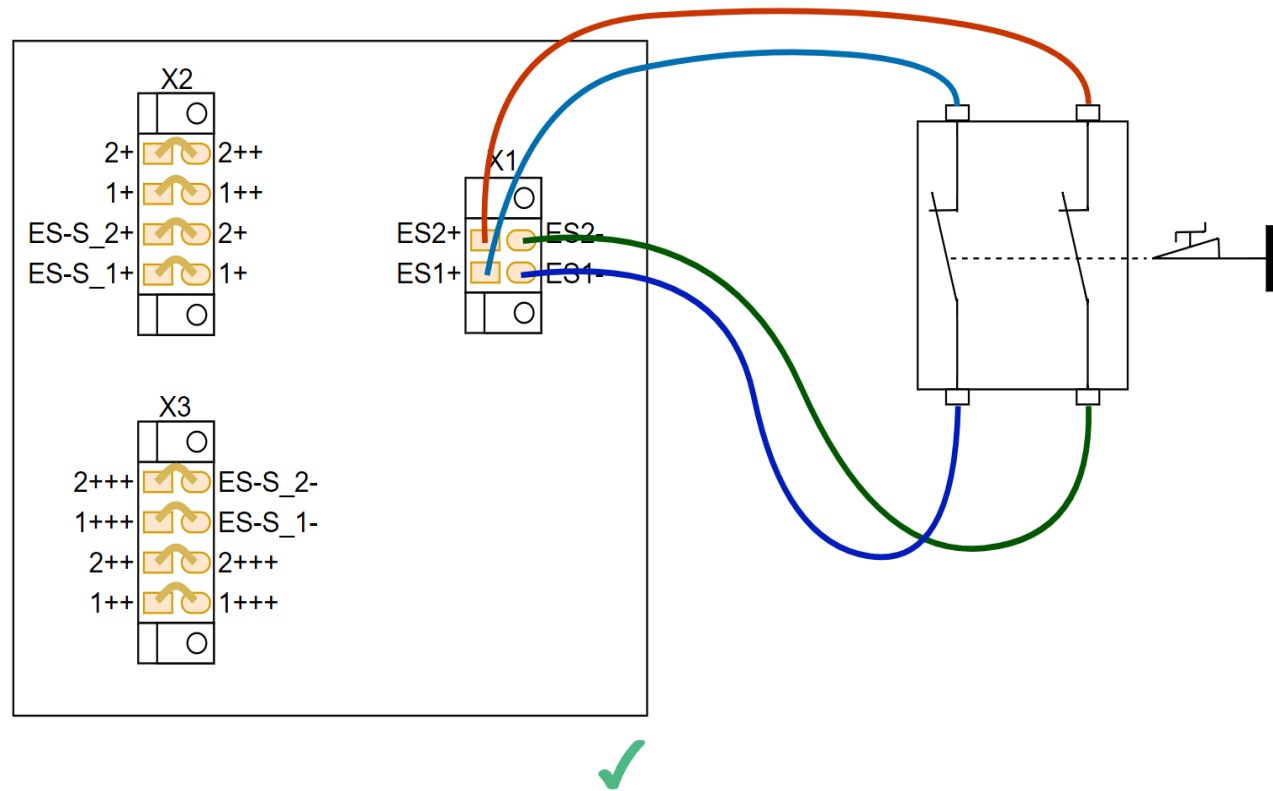 X2
2+ 2++
1+ 1++
ES-S_2+ 2+
ES-S_1+ 1+
X1
ES2+ ES2-
ES1+ ES1-
X3
2+++ ES-S_2-
1+++ ES-S_1-
2++ 2+++
1++ 1+++